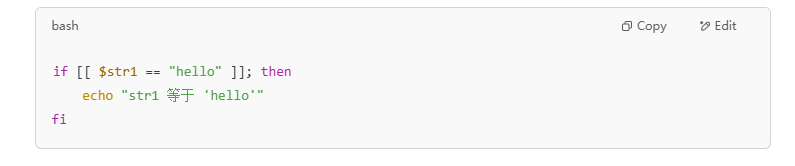 bash
Copy
Edit
if [[ $str1 == "hello" ]]; then
    echo "str1 等于 'hello'"
fi